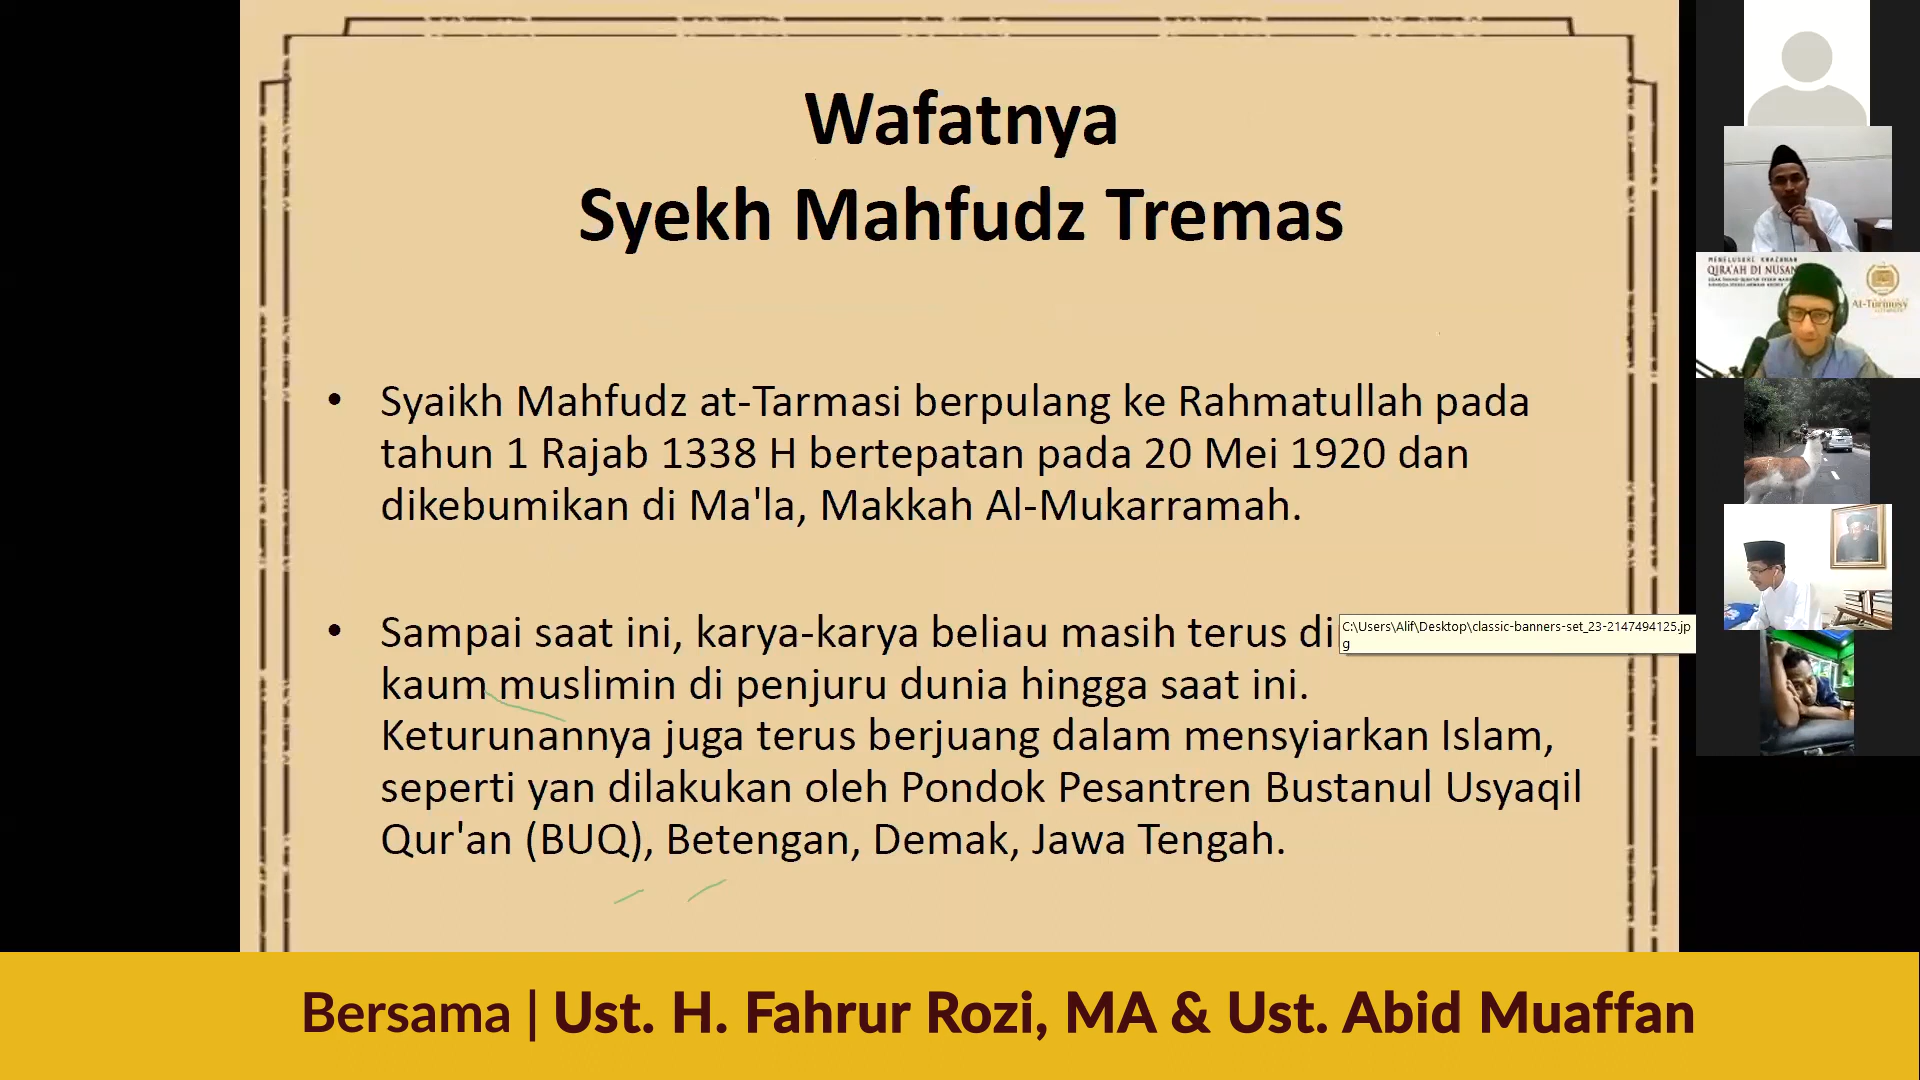 Wafatnya
Syekh Mahfudz Tremas
• Syaikh Mahfudz at-Tarmasi berpulang ke Rahmatullah pada
tahun 1 Rajab 1338 H bertepatan pada 20 Mei 1920 dan
dikebumikan di Ma'la, Makkah Al-Mukarramah.
• Sampai saat ini, karya-karya beliau masih terus di
kaum muslimin di penjuru dunia hingga saat ini.
Keturunannya juga terus berjuang dalam mensyiarkan Islam,
seperti yan dilakukan oleh Pondok Pesantren Bustanul Usyaqil
Qur'an (BUQ), Betengan, Demak, Jawa Tengah.
C:\Users\Alif\Desktop\classic-banners-set_23-2147494125.jp
g
MENELUSURI KHAZANAH
QIRA'AH DI NUSAN
At-Turmusy
Bersama | Ust. H. Fahrur Rozi, MA & Ust. Abid Muaffan